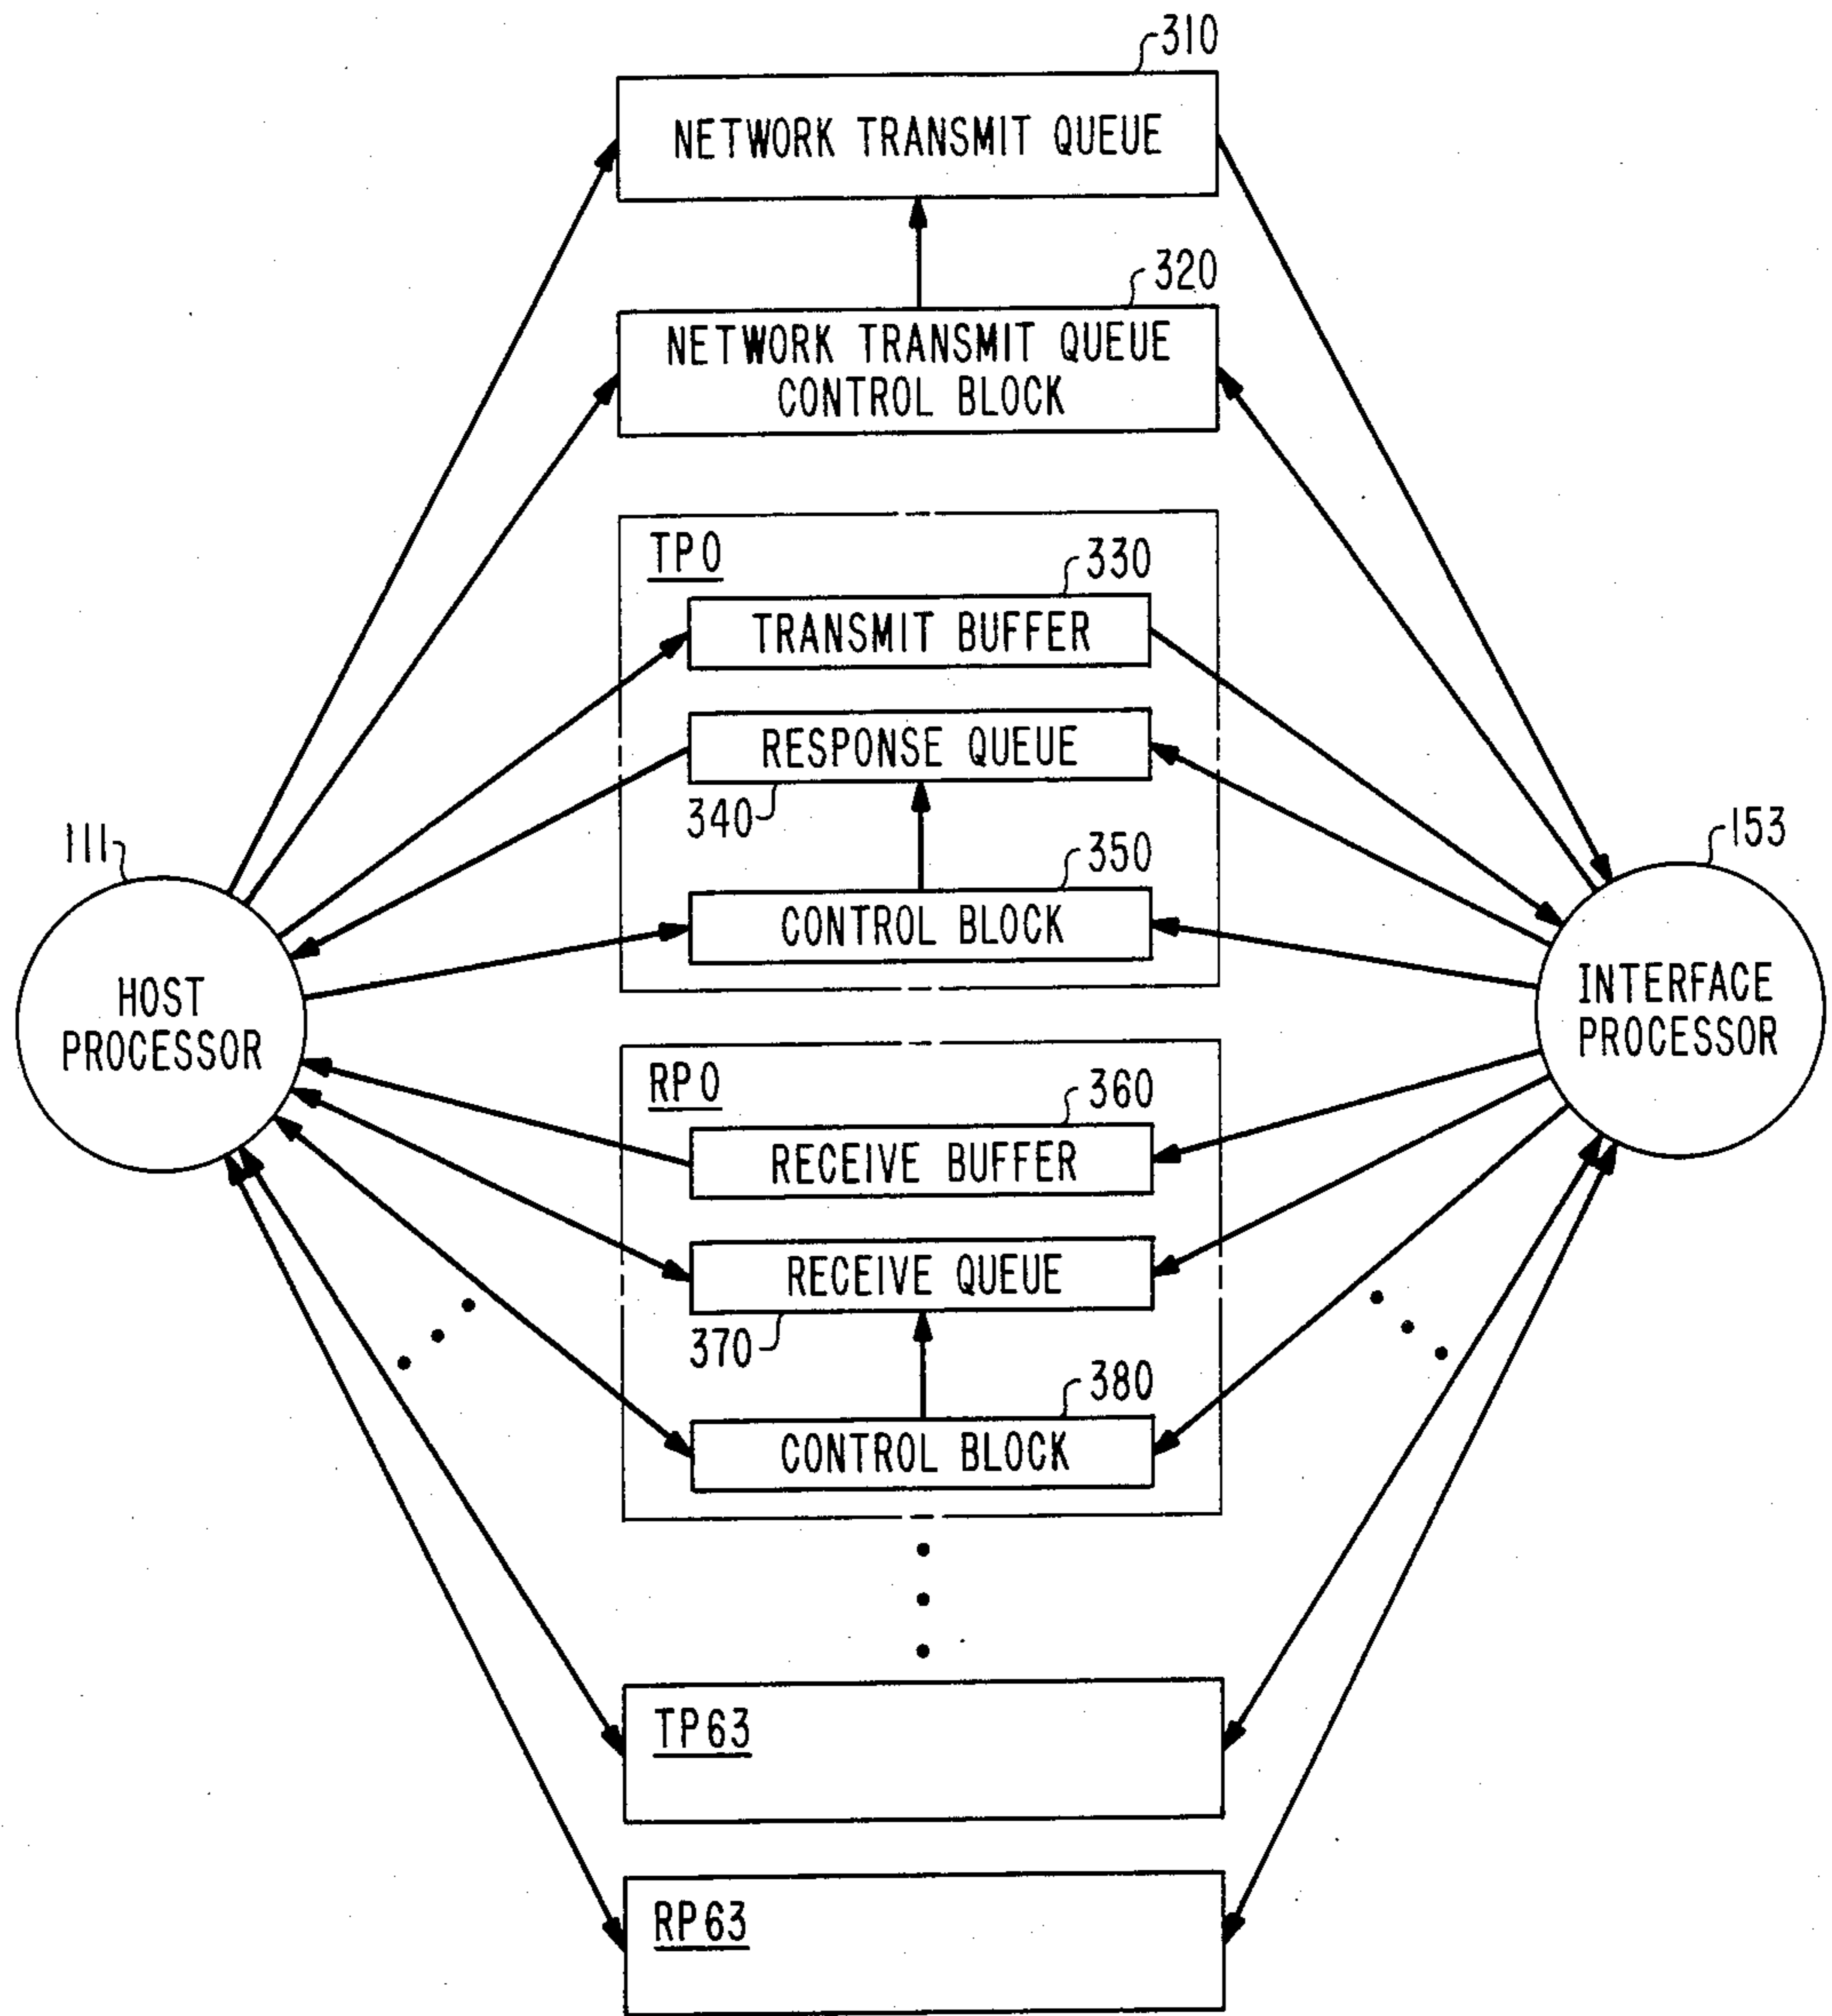 310
NETWORK TRANSMIT QUEUE
320
NETWORK TRANSMIT QUEUE
CONTROL BLOCK
TP0
330
TRANSMIT BUFFER
RESPONSE QUEUE
340
350
CONTROL BLOCK
111
HOST
PROCESSOR
153
INTERFACE
PROCESSOR
RP0
360
RECEIVE BUFFER
RECEIVE QUEUE
370
380
CONTROL BLOCK
TP63
RP63